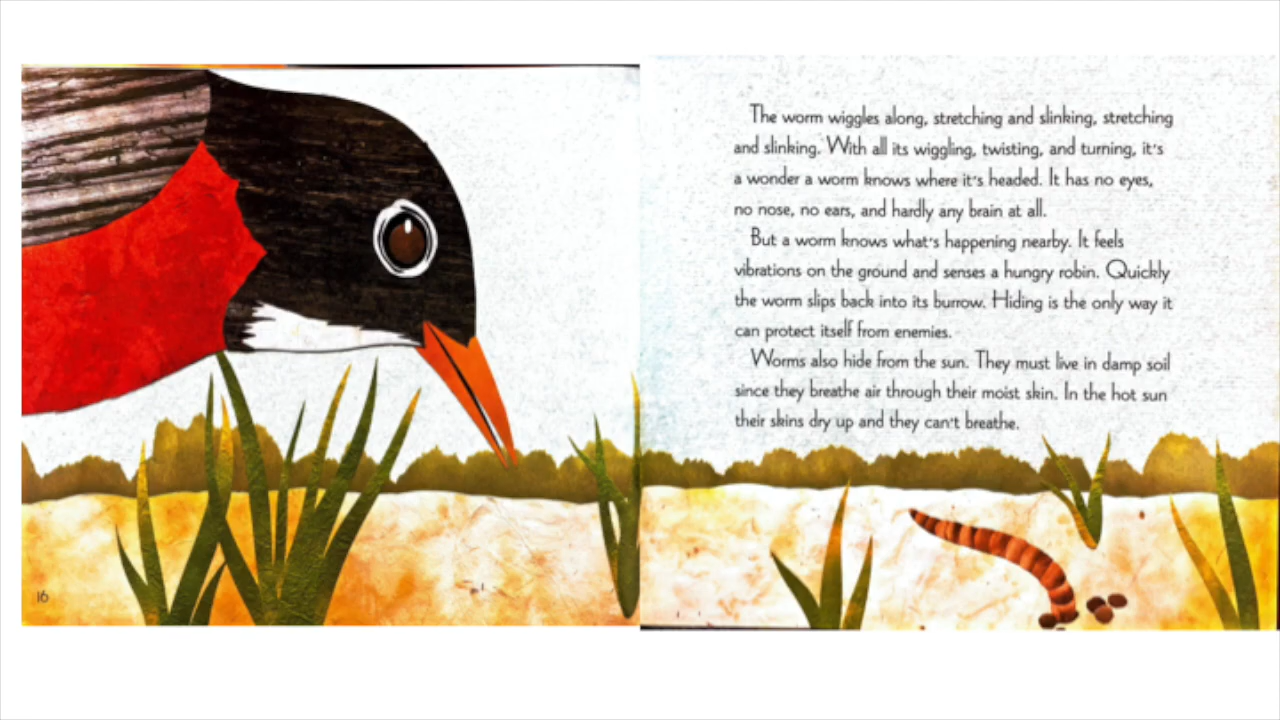 16
The worm wiggles along, stretching and slinking, stretching
and slinking. With all its wiggling, twisting, and turning, it's
a wonder a worm knows where it's headed. It has no eyes,
no nose, no ears, and hardly any brain at all.
But a worm knows what's happening nearby. It feels
vibrations on the ground and senses a hungry robin. Quickly
the worm slips back into its burrow. Hiding is the only way it
can protect itself from enemies.
Worms also hide from the sun. They must live in damp soil
since they breathe air through their moist skin. In the hot sun
their skins dry up and they can't breathe.